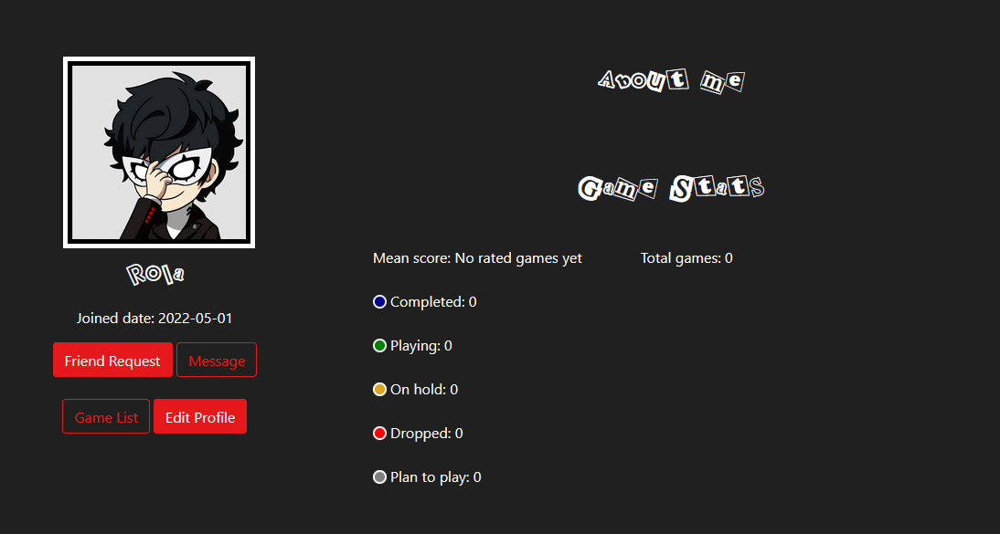 Rola
Joined date: 2022-05-01
Friend Request
Message
Game List
Edit Profile
About me
Game Stats
Mean score: No rated games yet
Total games: 0
Completed: 0
Playing: 0
On hold: 0
Dropped: 0
Plan to play: 0